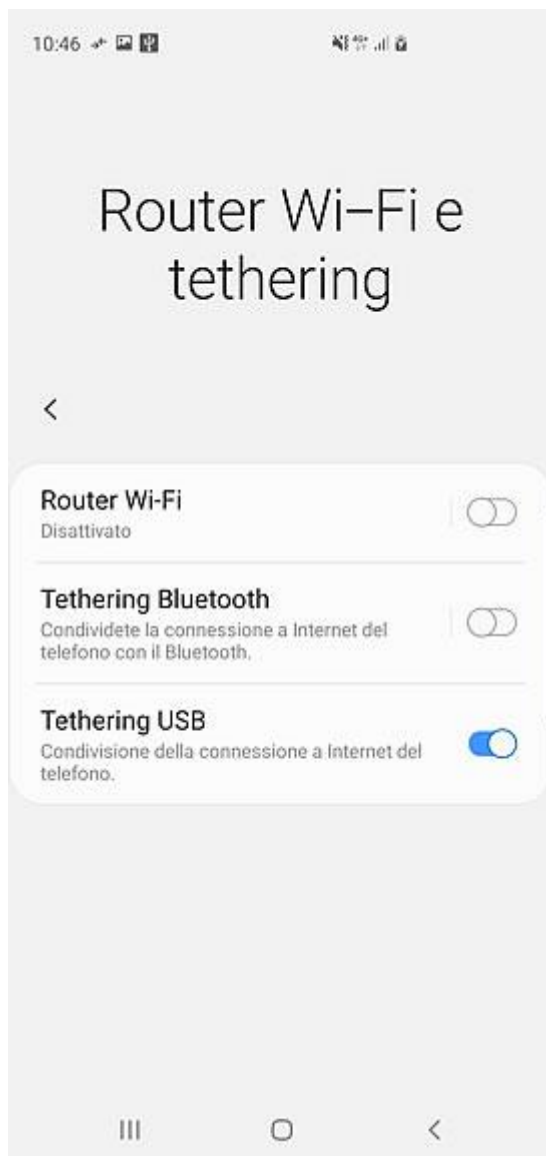 10:46
Router Wi-Fi e
tethering
Router Wi-Fi
Disattivato
Tethering Bluetooth
Condividete la connessione a Internet del
telefono con il Bluetooth.
Tethering USB
Condivisione della connessione a Internet del
telefono.